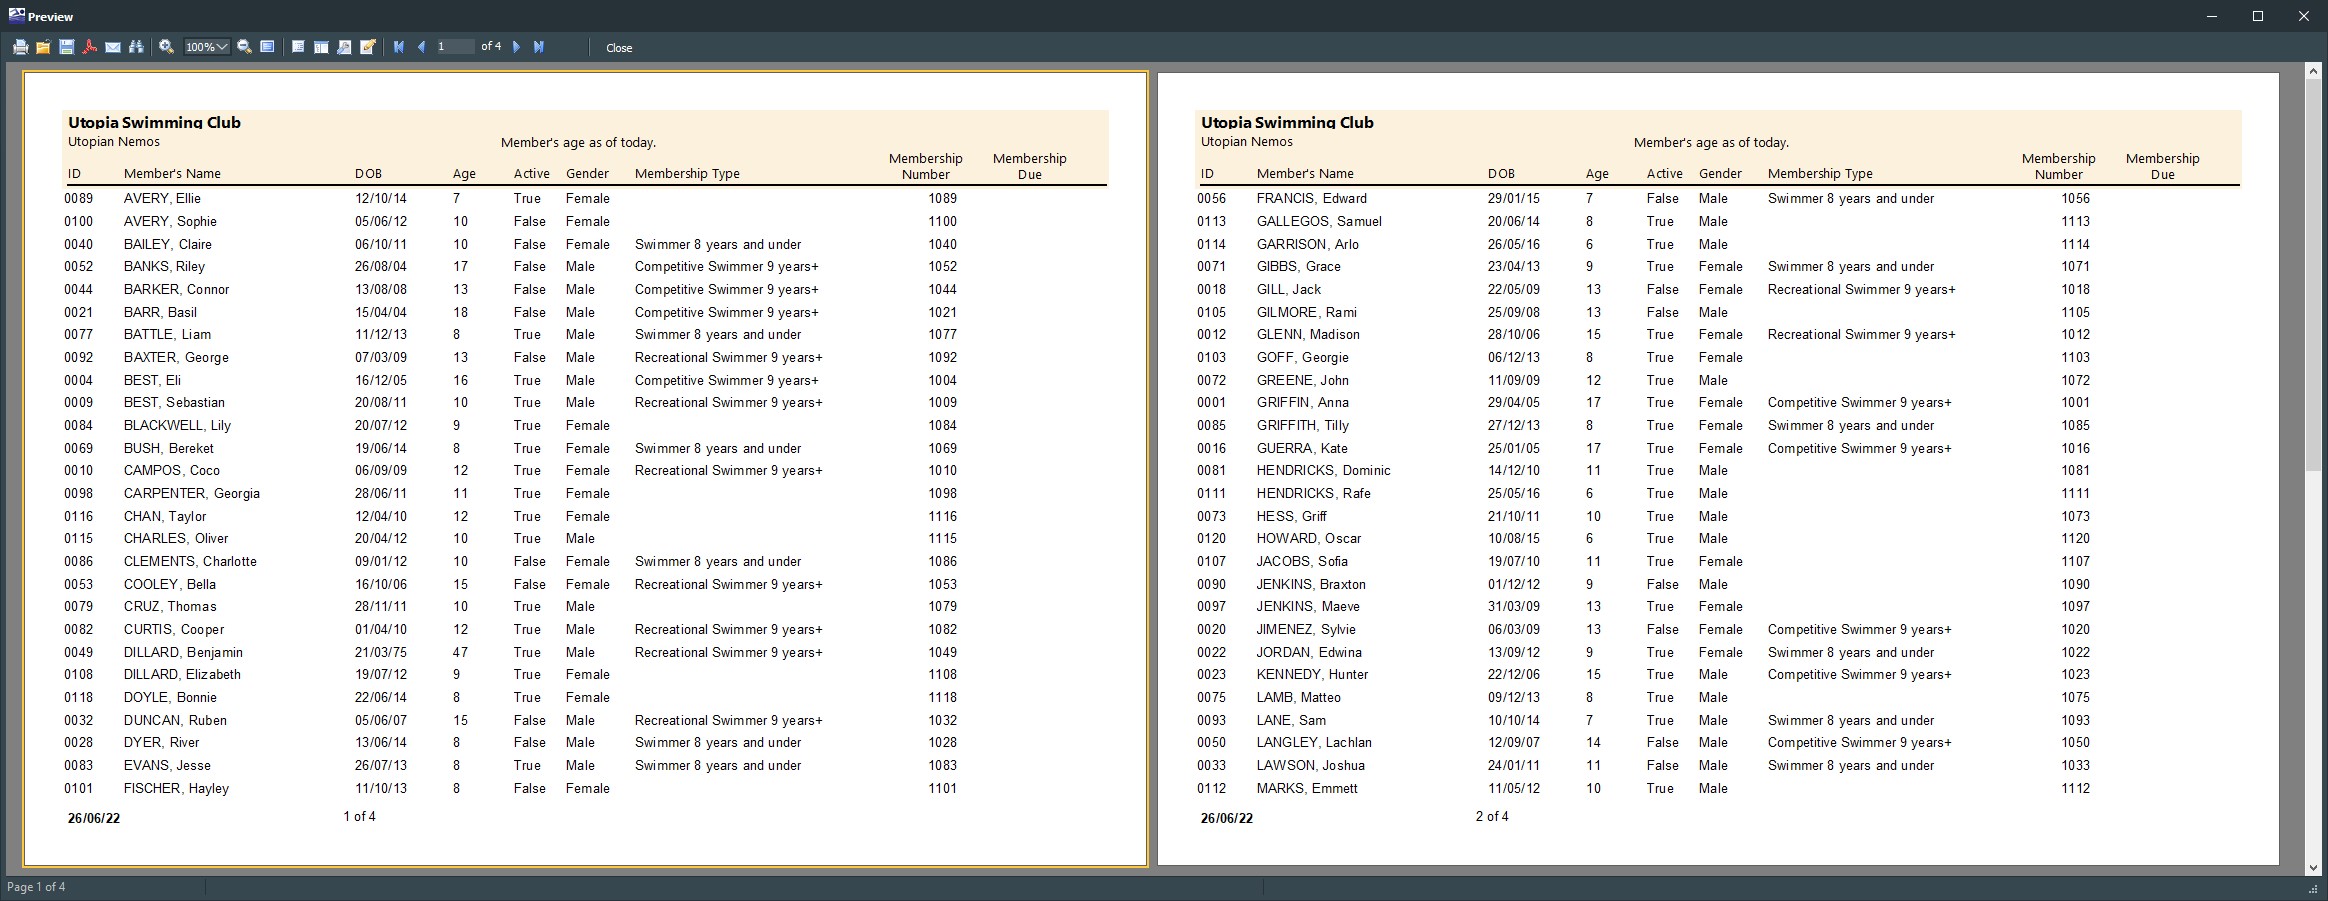 Preview
100%
1 of 4
Close
Utopia Swimming Club
Utopian Nemos
Member's age as of today.
ID Member's Name DOB Age Active Gender Membership Type Membership Number Membership Due
0089 AVERY, Ellie 12/10/14 7 True Female 1089
0100 AVERY, Sophie 05/06/12 10 False Female 1100
0040 BAILEY, Claire 06/10/11 10 False Female Swimmer 8 years and under 1040
0052 BANKS, Riley 26/08/04 17 False Male Competitive Swimmer 9 years+ 1052
0044 BARKER, Connor 13/08/08 13 False Male Competitive Swimmer 9 years+ 1044
0021 BARR, Basil 15/04/04 18 False Male Competitive Swimmer 9 years+ 1021
0077 BATTLE, Liam 11/12/13 8 True Male Swimmer 8 years and under 1077
0092 BAXTER, George 07/03/09 13 False Male Recreational Swimmer 9 years+ 1092
0004 BEST, Eli 16/12/05 16 True Male Competitive Swimmer 9 years+ 1004
0009 BEST, Sebastian 20/08/11 10 True Male Recreational Swimmer 9 years+ 1009
0084 BLACKWELL, Lily 20/07/12 9 True Female 1084
0069 BUSH, Bereket 19/06/14 8 True Female Swimmer 8 years and under 1069
0010 CAMPOS, Coco 06/09/09 12 True Female Recreational Swimmer 9 years+ 1010
0098 CARPENTER, Georgia 28/06/11 11 True Female 1098
0116 CHAN, Taylor 12/04/10 12 True Female 1116
0115 CHARLES, Oliver 20/04/12 10 True Male 1115
0086 CLEMENTS, Charlotte 09/01/12 10 False Female Swimmer 8 years and under 1086
0053 COOLEY, Bella 16/10/06 15 False Female Recreational Swimmer 9 years+ 1053
0079 CRUZ, Thomas 28/11/11 10 True Male 1079
0082 CURTIS, Cooper 01/04/10 12 True Male Recreational Swimmer 9 years+ 1082
0049 DILLARD, Benjamin 21/03/75 47 True Male Recreational Swimmer 9 years+ 1049
0108 DILLARD, Elizabeth 19/07/12 9 True Female 1108
0118 DOYLE, Bonnie 22/06/14 8 True Female 1118
0032 DUNCAN, Ruben 05/06/07 15 False Male Recreational Swimmer 9 years+ 1032
0028 DYER, River 13/06/14 8 False Male Swimmer 8 years and under 1028
0083 EVANS, Jesse 26/07/13 8 True Male Swimmer 8 years and under 1083
0101 FISCHER, Hayley 11/10/13 8 False Female 1101
26/06/22 1 of 4
Utopia Swimming Club
Utopian Nemos
Member's age as of today.
ID Member's Name DOB Age Active Gender Membership Type Membership Number Membership Due
0056 FRANCIS, Edward 29/01/15 7 False Male Swimmer 8 years and under 1056
0113 GALLEGOS, Samuel 20/06/14 8 True Male 1113
0114 GARRISON, Arlo 26/05/16 6 True Male 1114
0071 GIBBS, Grace 23/04/13 9 True Female Swimmer 8 years and under 1071
0018 GILL, Jack 22/05/09 13 False Female Recreational Swimmer 9 years+ 1018
0105 GILMORE, Rami 25/09/08 13 False Male 1105
0012 GLENN, Madison 28/10/06 15 True Female Recreational Swimmer 9 years+ 1012
0103 GOFF, Georgie 06/12/13 8 True Female 1103
0072 GREENE, John 11/09/09 12 True Male 1072
0001 GRIFFIN, Anna 29/04/05 17 True Female Competitive Swimmer 9 years+ 1001
0085 GRIFFITH, Tilly 27/12/13 8 True Female Swimmer 8 years and under 1085
0016 GUERRA, Kate 25/01/05 17 True Female Competitive Swimmer 9 years+ 1016
0081 HENDRICKS, Dominic 14/12/10 11 True Male 1081
0111 HENDRICKS, Rafe 25/05/16 6 True Male 1111
0073 HESS, Griff 21/10/11 10 True Male 1073
0120 HOWARD, Oscar 10/08/15 6 True Male 1120
0107 JACOBS, Sofia 19/07/10 11 True Female 1107
0090 JENKINS, Braxton 01/12/12 9 False Male 1090
0097 JENKINS, Maeve 31/03/09 13 True Female 1097
0020 JIMENEZ, Sylvie 06/03/09 13 False Female Competitive Swimmer 9 years+ 1020
0022 JORDAN, Edwina 13/09/12 9 True Female Swimmer 8 years and under 1022
0023 KENNEDY, Hunter 22/12/06 15 True Male Competitive Swimmer 9 years+ 1023
0075 LAMB, Matteo 09/12/13 8 True Male 1075
0093 LANE, Sam 10/10/14 7 True Male Swimmer 8 years and under 1093
0050 LANGLEY, Lachlan 12/09/07 14 False Male Competitive Swimmer 9 years+ 1050
0033 LAWSON, Joshua 24/01/11 11 False Male Swimmer 8 years and under 1033
0112 MARKS, Emmett 11/05/12 10 True Male 1112
26/06/22 2 of 4
Page 1 of 4